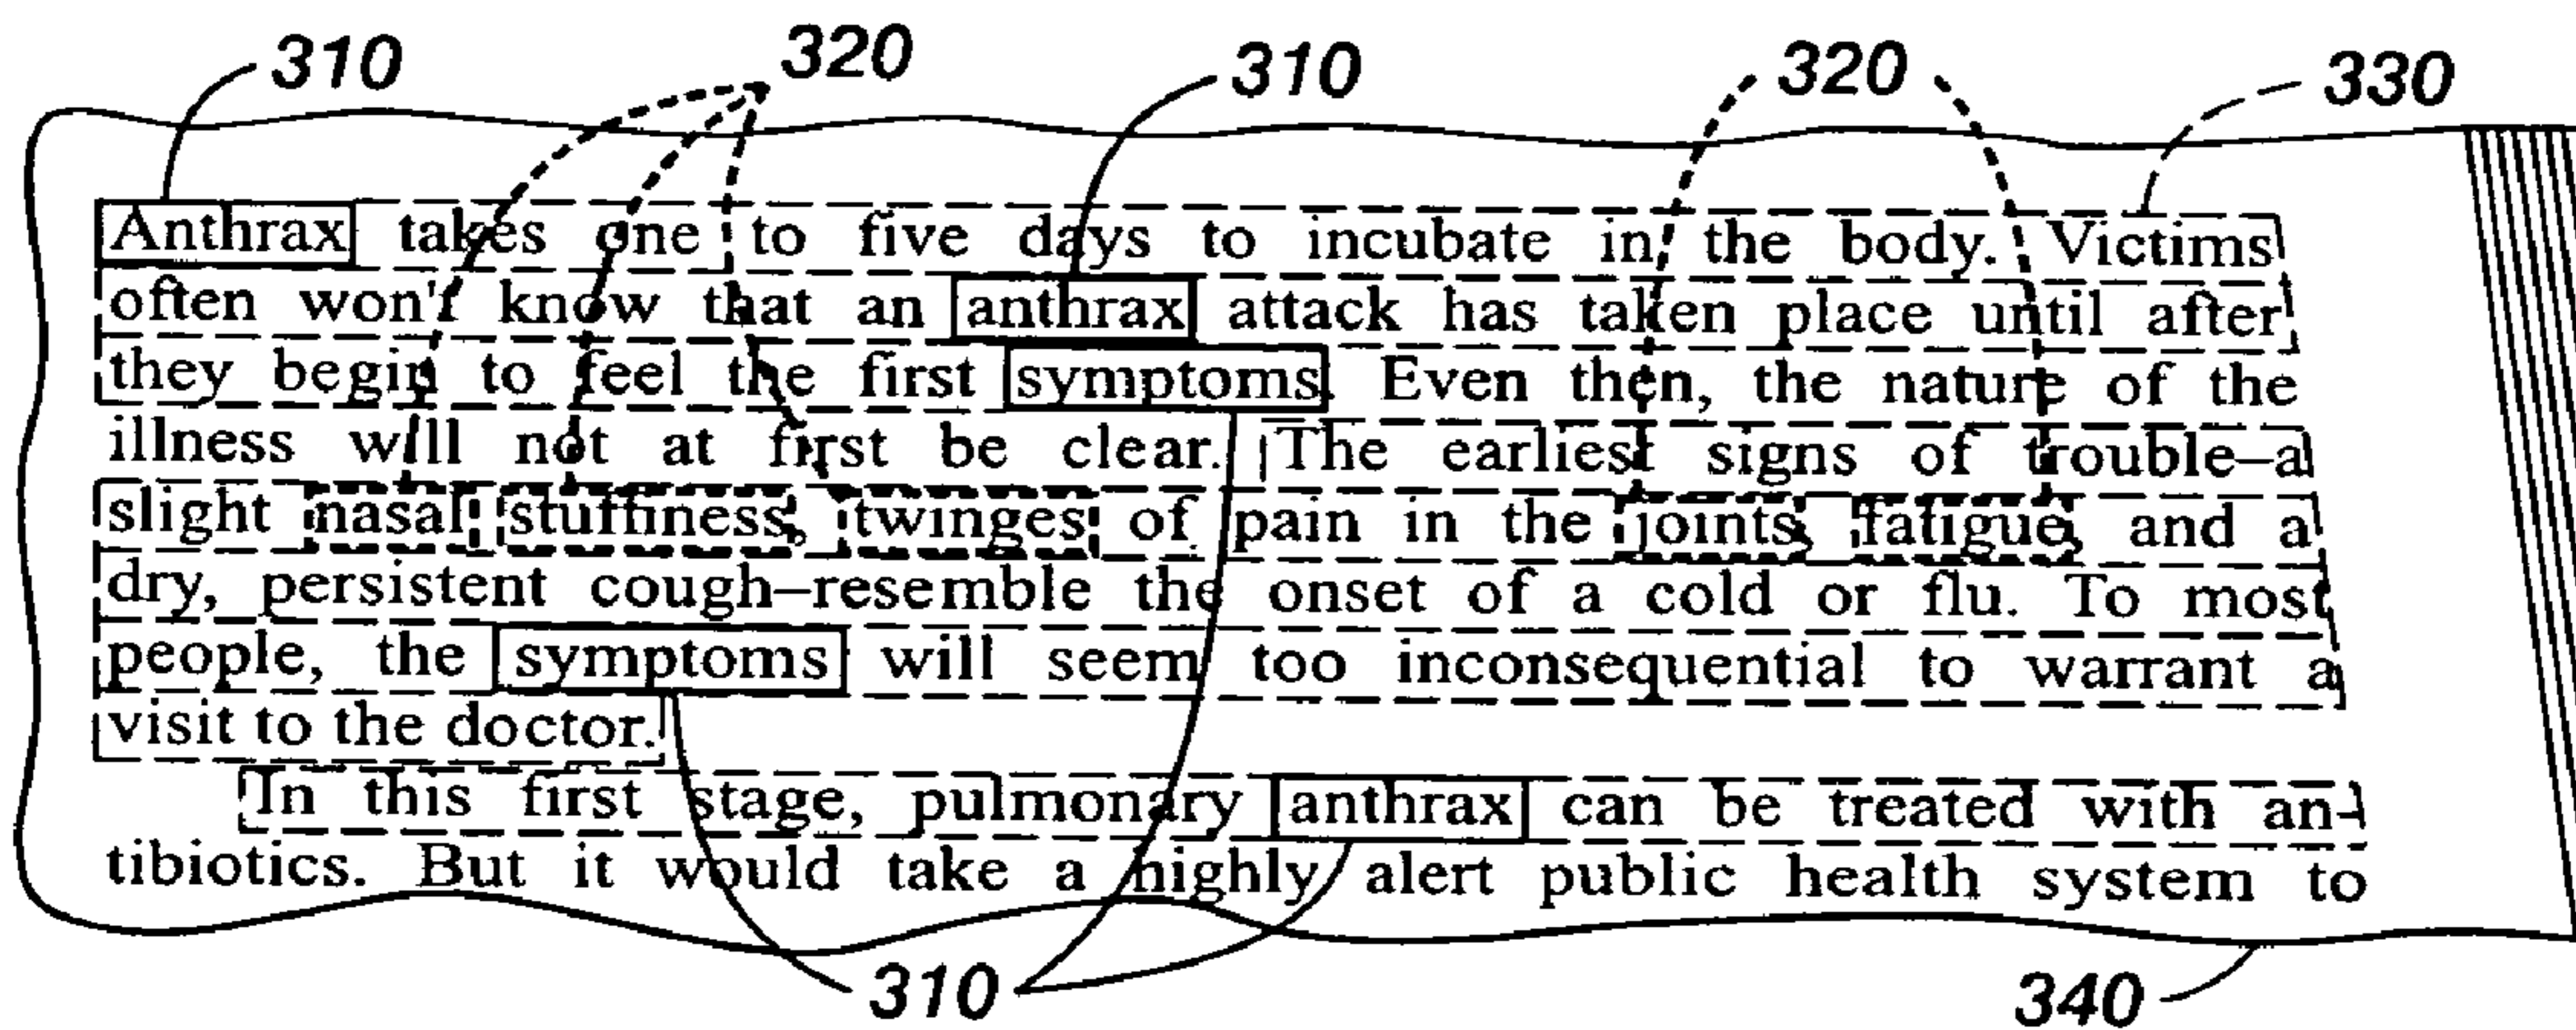 310 320 310 320 330
Anthrax takes one to five days to incubate in the body. Victims
often won't know that an anthrax attack has taken place until after
they begin to feel the first symptoms. Even then, the nature of the
illness will not at first be clear. The earliest signs of trouble–a
slight nasal stuffiness, twinges of pain in the joints, fatigue, and a
dry, persistent cough–resemble the onset of a cold or flu. To most
people, the symptoms will seem too inconsequential to warrant a
visit to the doctor.
In this first stage, pulmonary anthrax can be treated with an-
tibiotics. But it would take a highly alert public health system to
310 340